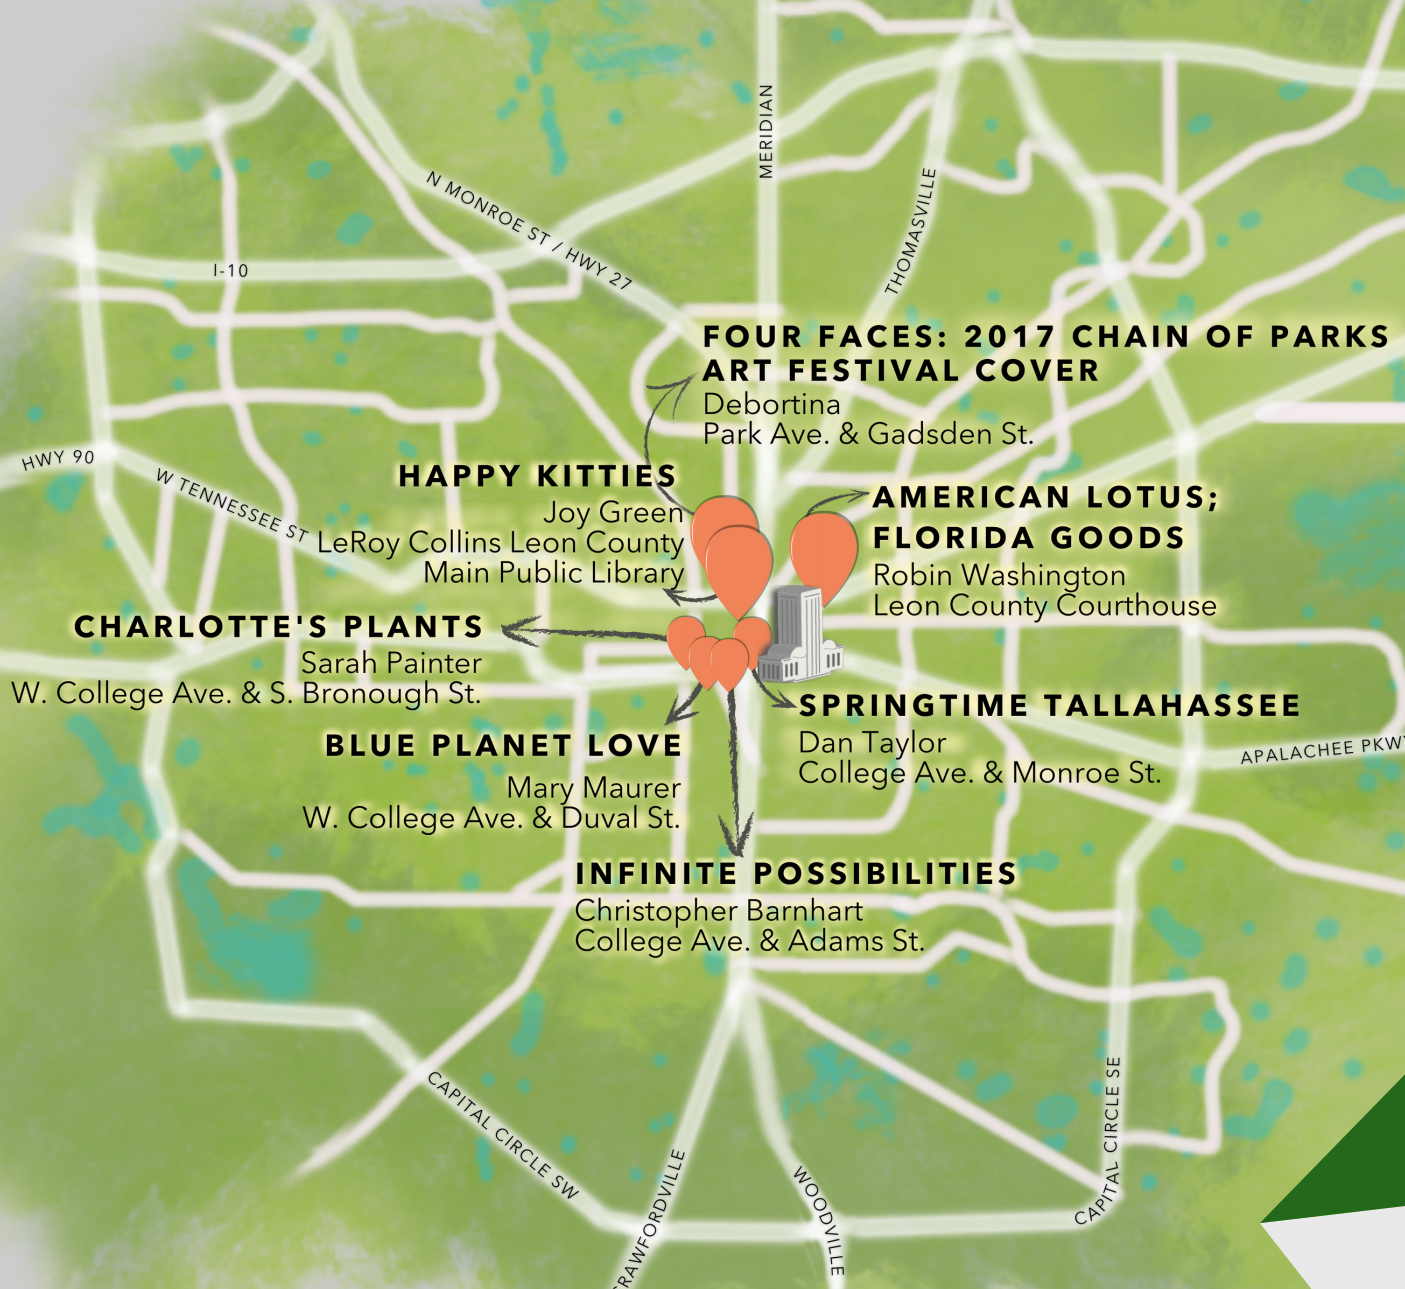 MERIDIAN
N MONROE ST / HWY 27
THOMASVILLE
I-10
FOUR FACES: 2017 CHAIN OF PARKS
ART FESTIVAL COVER
Debortina
Park Ave. & Gadsden St.
HWY 90
W TENNESSEE ST
HAPPY KITTIES
Joy Green
LeRoy Collins Leon County
Main Public Library
AMERICAN LOTUS;
FLORIDA GOODS
Robin Washington
Leon County Courthouse
CHARLOTTE'S PLANTS
Sarah Painter
W. College Ave. & S. Bronough St.
SPRINGTIME TALLAHASSEE
Dan Taylor
College Ave. & Monroe St.
APALACHEE PKWY
BLUE PLANET LOVE
Mary Maurer
W. College Ave. & Duval St.
INFINITE POSSIBILITIES
Christopher Barnhart
College Ave. & Adams St.
CAPITAL CIRCLE SW
CAPITAL CIRCLE SE
CRAWFORDVILLE
WOODVILLE